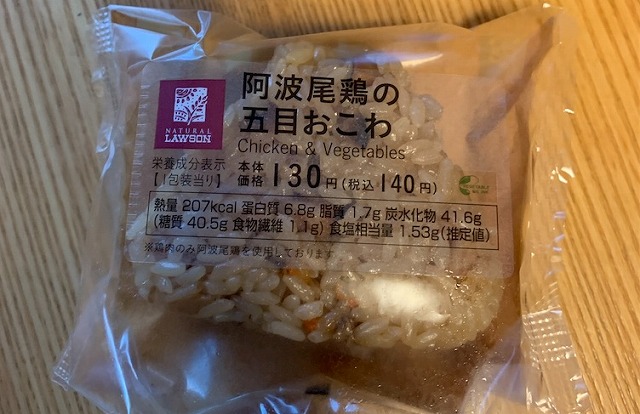 阿波尾鶏の
五目おこわ
Chicken & Vegetables
NATURAL
LAWSON
栄養成分表示
【1包装当り】
本体価格 130円(税込140円)
熱量 207kcal 蛋白質 6.8g 脂質 1.7g 炭水化物 41.6g
(糖質 40.5g 食物繊維 1.1g) 食塩相当量 1.53g(推定値)
※鶏肉のみ阿波尾鶏を使用しております